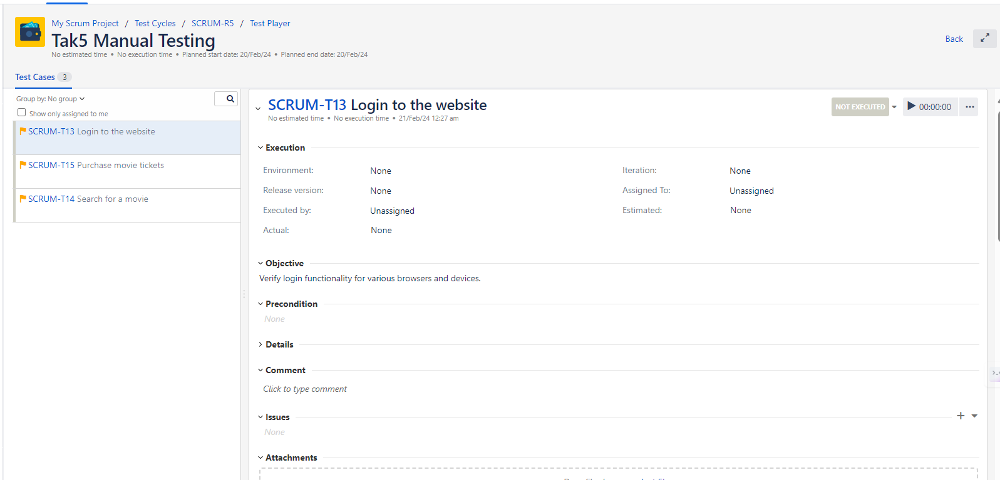 My Scrum Project / Test Cycles / SCRUM-R5 / Test Player
Tak5 Manual Testing
No estimated time • No execution time • Planned start date: 20/Feb/24 • Planned end date: 20/Feb/24
Back
Test Cases 3
Group by: No group
Show only assigned to me
SCRUM-T13 Login to the website
SCRUM-T15 Purchase movie tickets
SCRUM-T14 Search for a movie
SCRUM-T13 Login to the website
NOT EXECUTED
00:00:00
No estimated time • No execution time • 21/Feb/24 12:27 am
Execution
Environment: None
Iteration: None
Release version: None
Assigned To: Unassigned
Executed by: Unassigned
Estimated: None
Actual: None
Objective
Verify login functionality for various browsers and devices.
Precondition
None
Details
Comment
Click to type comment
Issues
None
Attachments